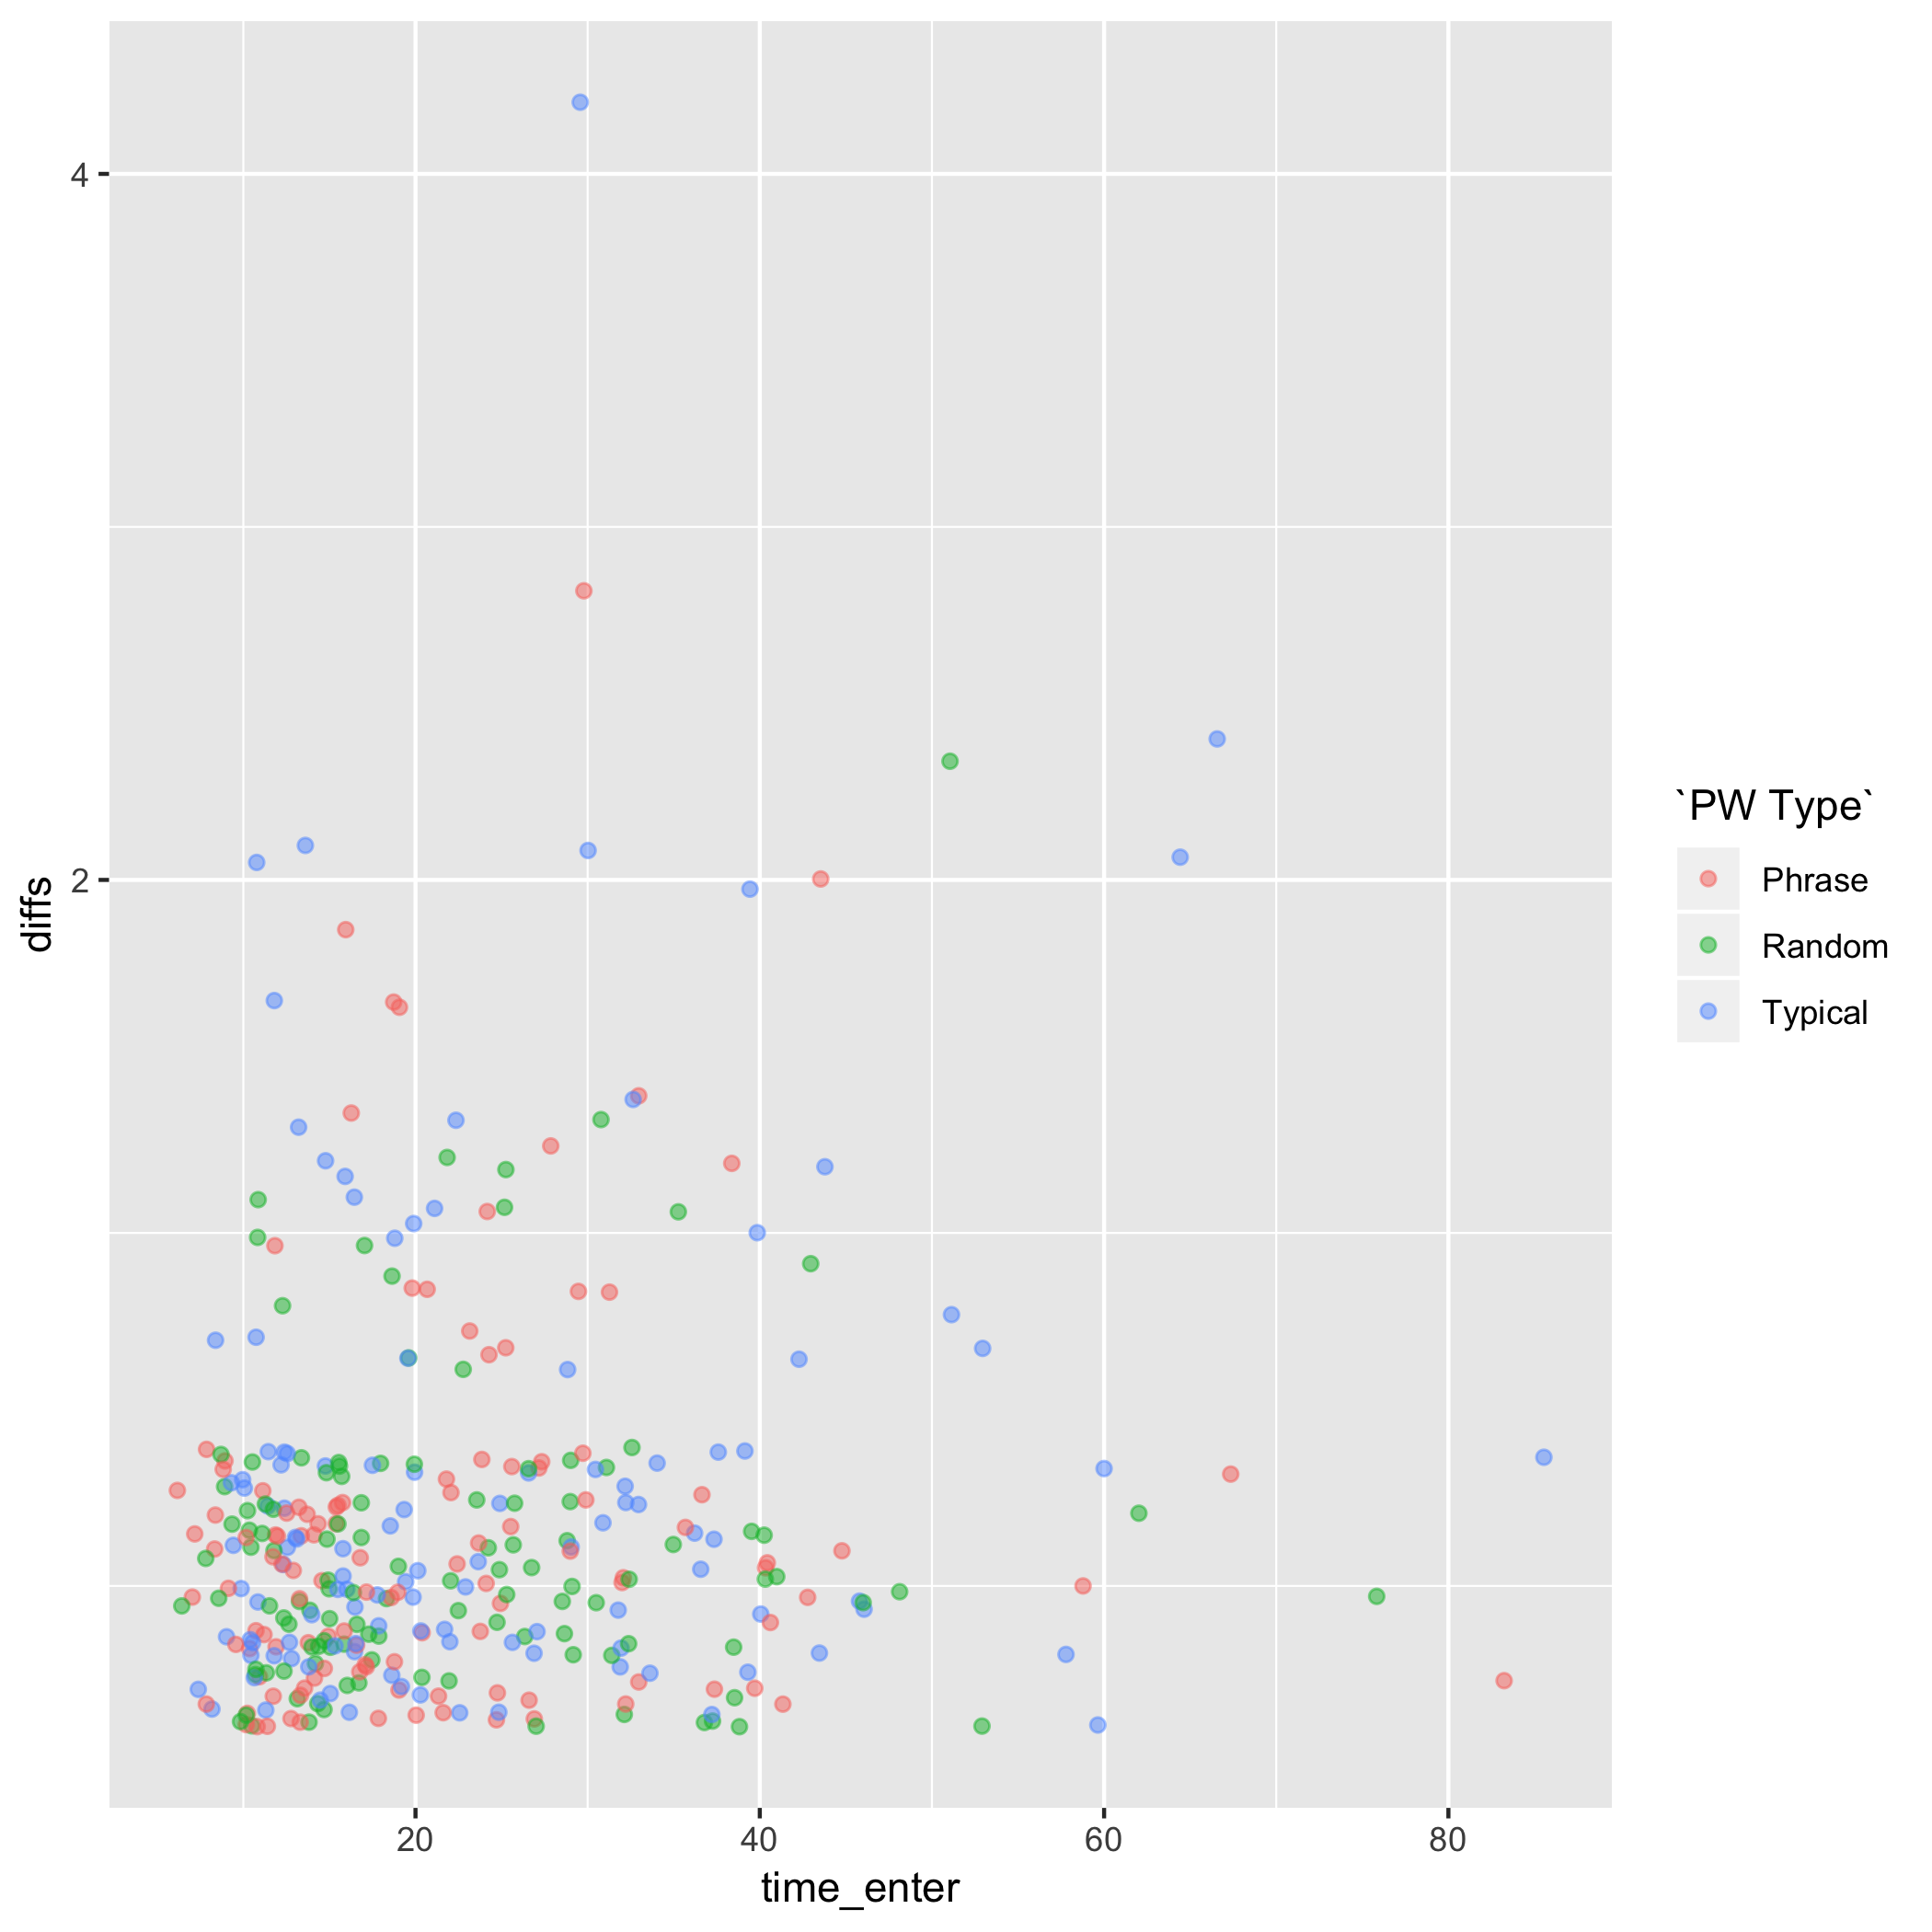 4
2
diffs
20
40
60
80
time_enter
`PW Type`
Phrase
Random
Typical